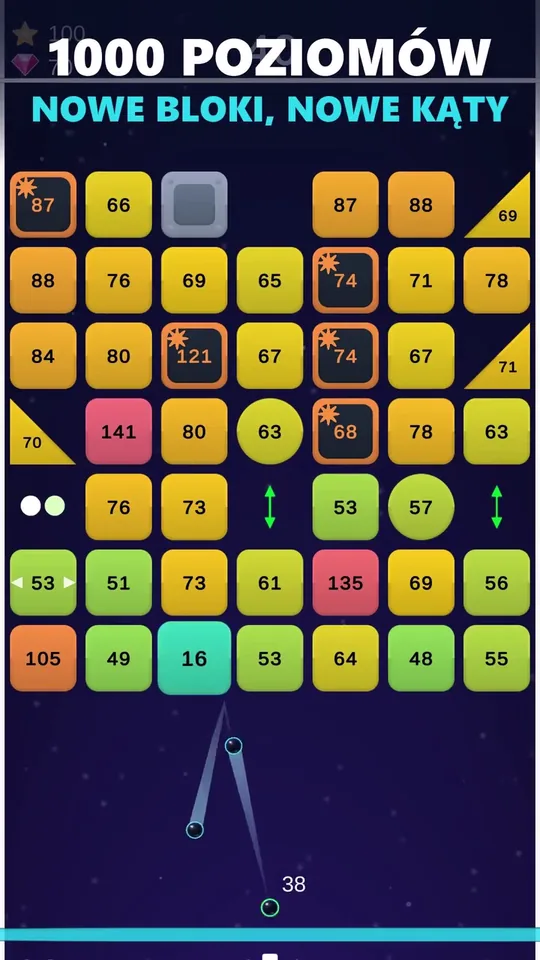 100
1000 POZIOMÓW
NOWE BLOKI, NOWE KĄTY
87 66 87 88 69
88 76 69 65 74 71 78
84 80 121 67 74 67 71
70 141 80 63 68 78 63
76 73 53 57
53 51 73 61 135 69 56
105 49 16 53 64 48 55
38